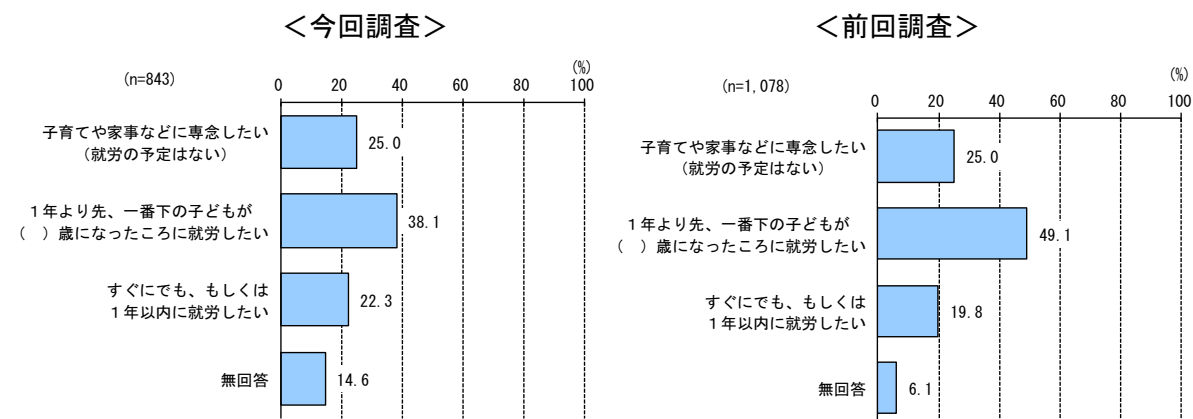 ＜今回調査＞
(n=843)
(%)
0 20 40 60 80 100
子育てや家事などに専念したい
（就労の予定はない）
25.0
１年より先、一番下の子どもが
（　）歳になったころに就労したい
38.1
すぐにでも、もしくは
１年以内に就労したい
22.3
無回答
14.6
＜前回調査＞
(n=1,078)
(%)
0 20 40 60 80 100
子育てや家事などに専念したい
（就労の予定はない）
25.0
１年より先、一番下の子どもが
（　）歳になったころに就労したい
49.1
すぐにでも、もしくは
１年以内に就労したい
19.8
無回答
6.1